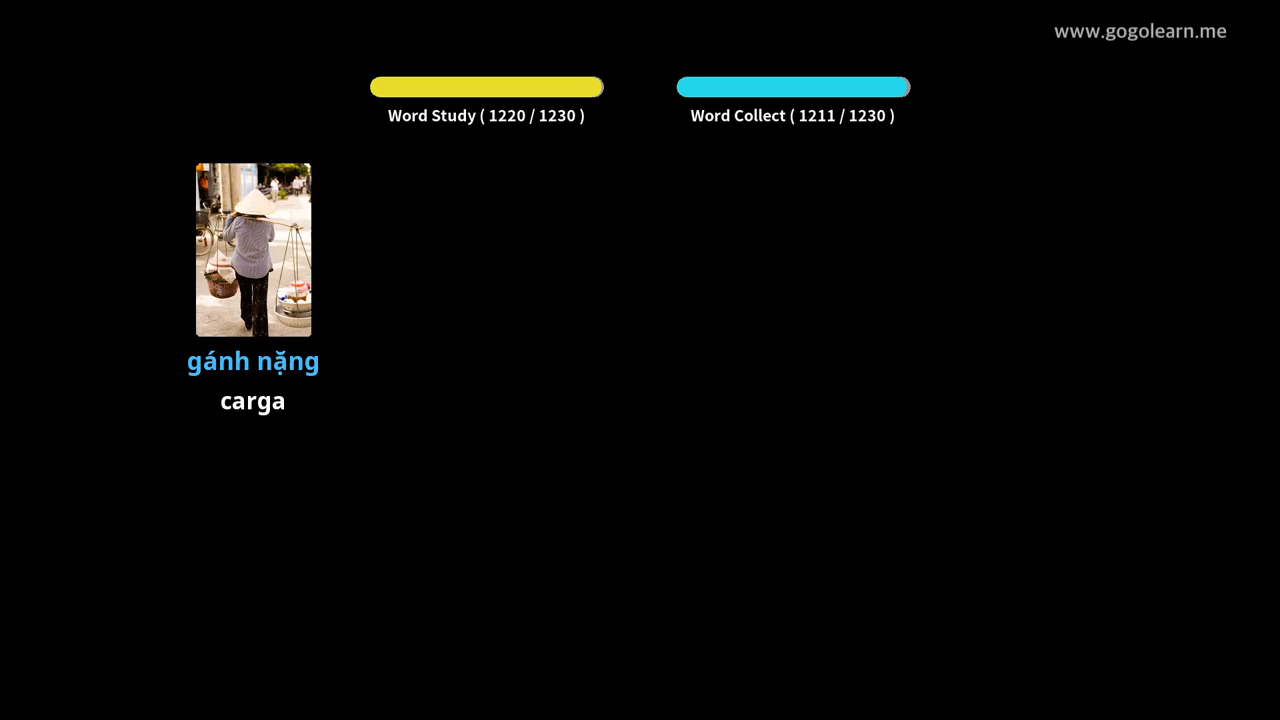 www.gogolearn.me
Word Study ( 1220 / 1230 )
Word Collect ( 1211 / 1230 )
gánh nặng
carga